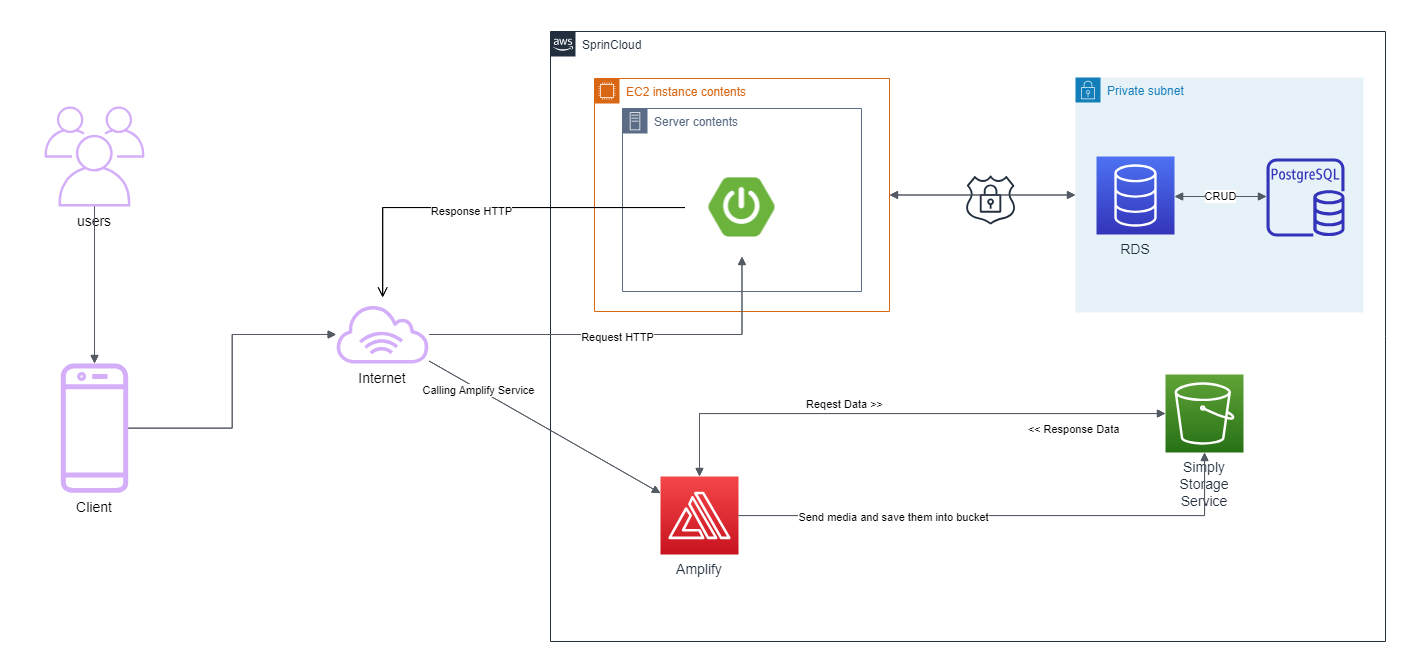 aws
SprinCloud
EC2 instance contents
Private subnet
Server contents
PostgreSQL
CRUD
Response HTTP
users
RDS
Request HTTP
Internet
Calling Amplify Service
Reqest Data >>
<< Response Data
Simply
Storage
Service
Client
Send media and save them into bucket
Amplify